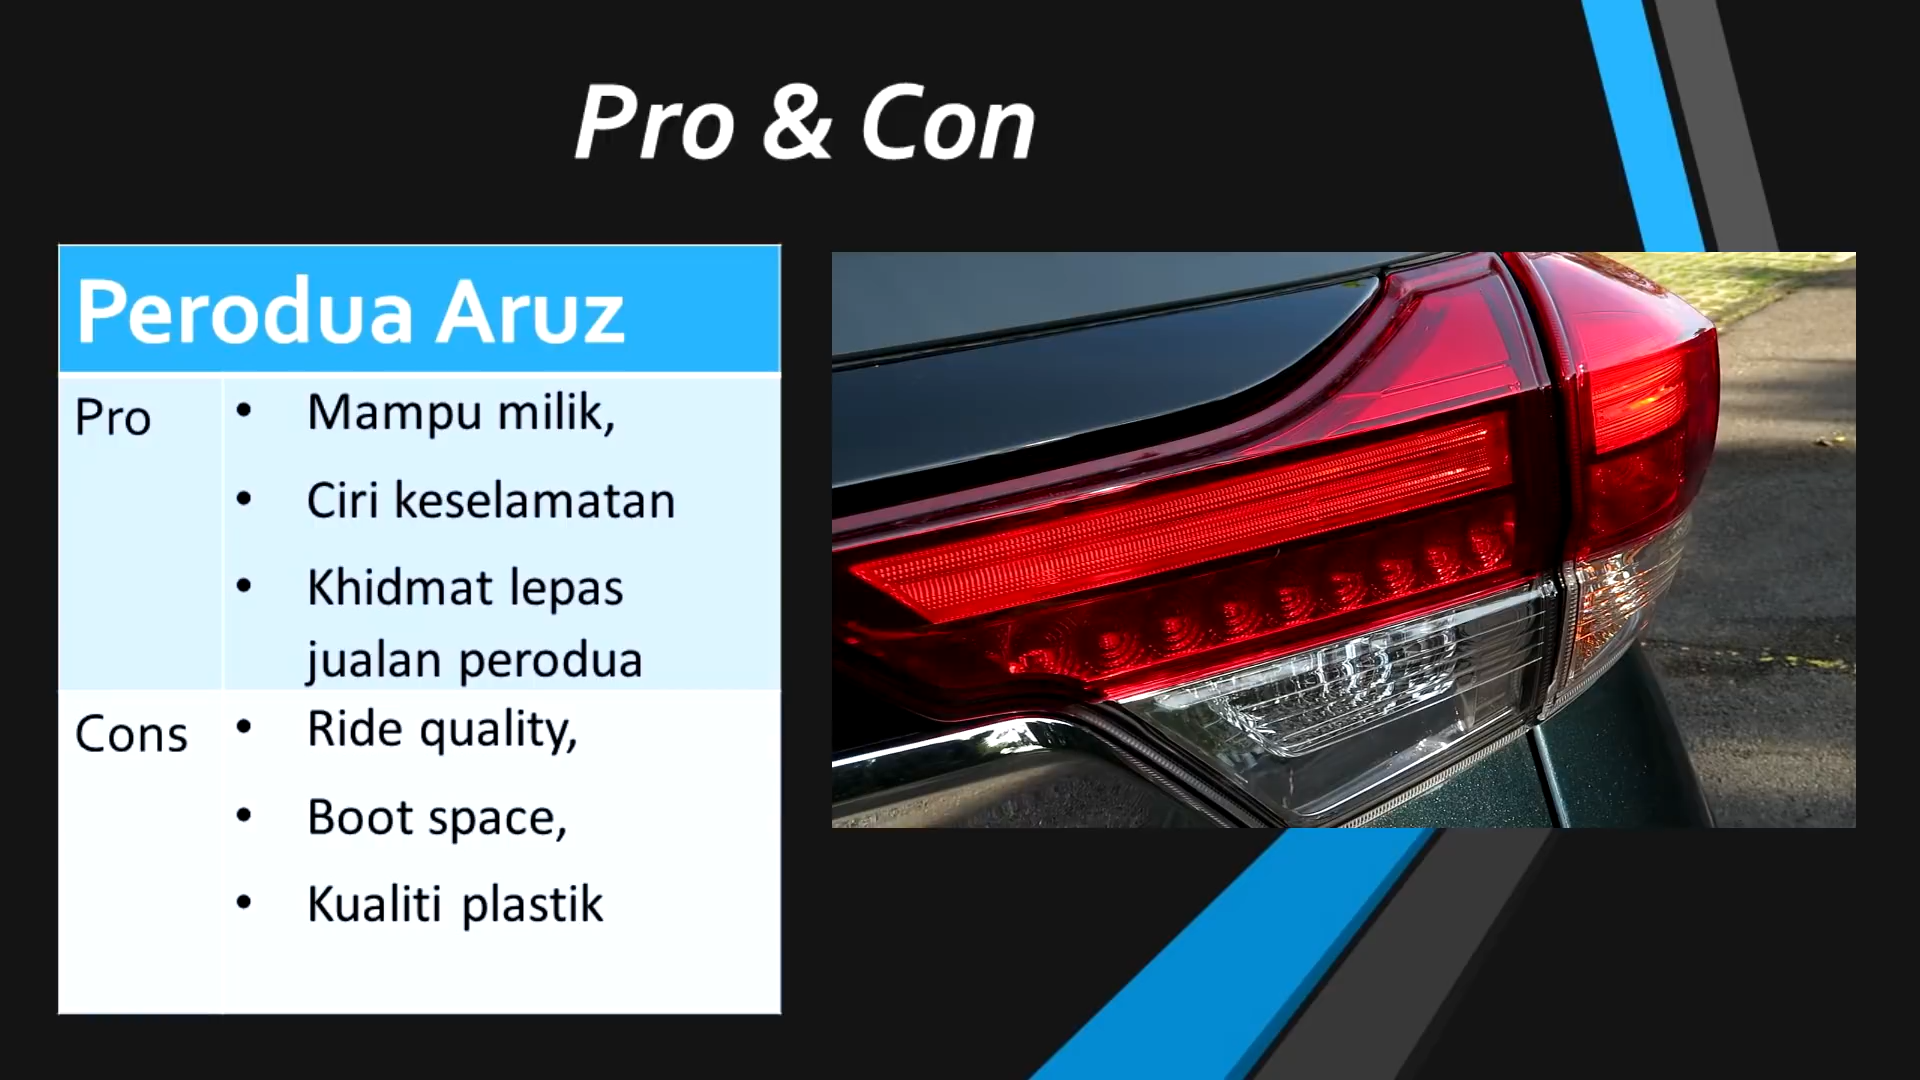 Pro & Con
Perodua Aruz
Pro
• Mampu milik,
• Ciri keselamatan
• Khidmat lepas
jualan perodua
Cons
• Ride quality,
• Boot space,
• Kualiti plastik